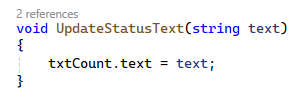 2 references
void UpdateStatusText(string text)
{
    txtCount.text = text;
}